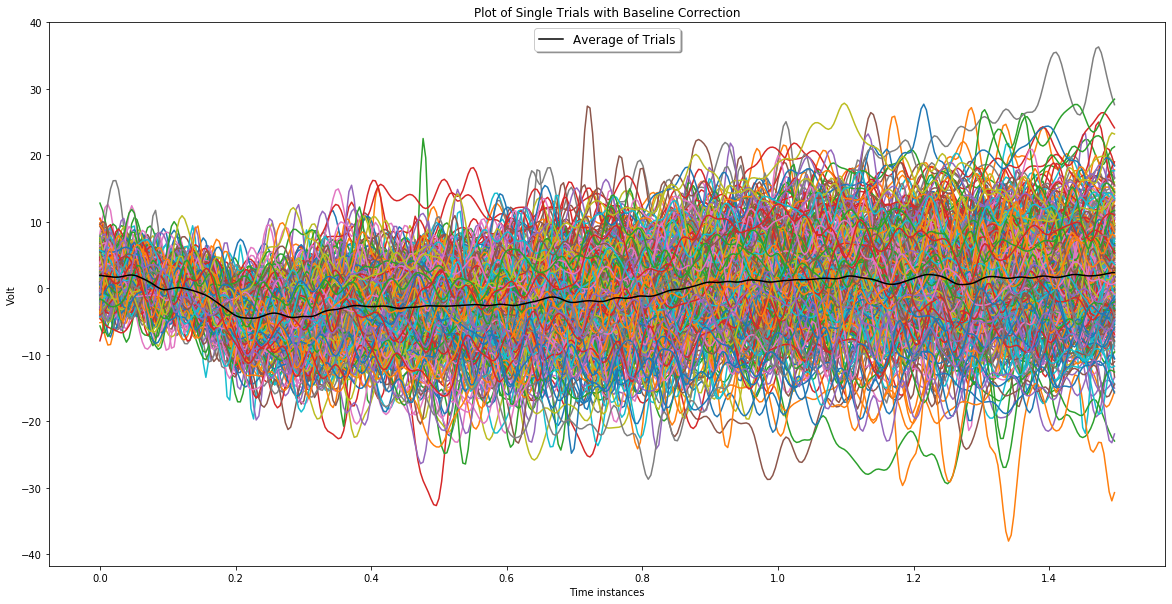 Plot of Single Trials with Baseline Correction
Average of Trials
40
30
20
10
0
−10
−20
−30
−40
Volt
0.0 0.2 0.4 0.6 0.8 1.0 1.2 1.4
Time instances